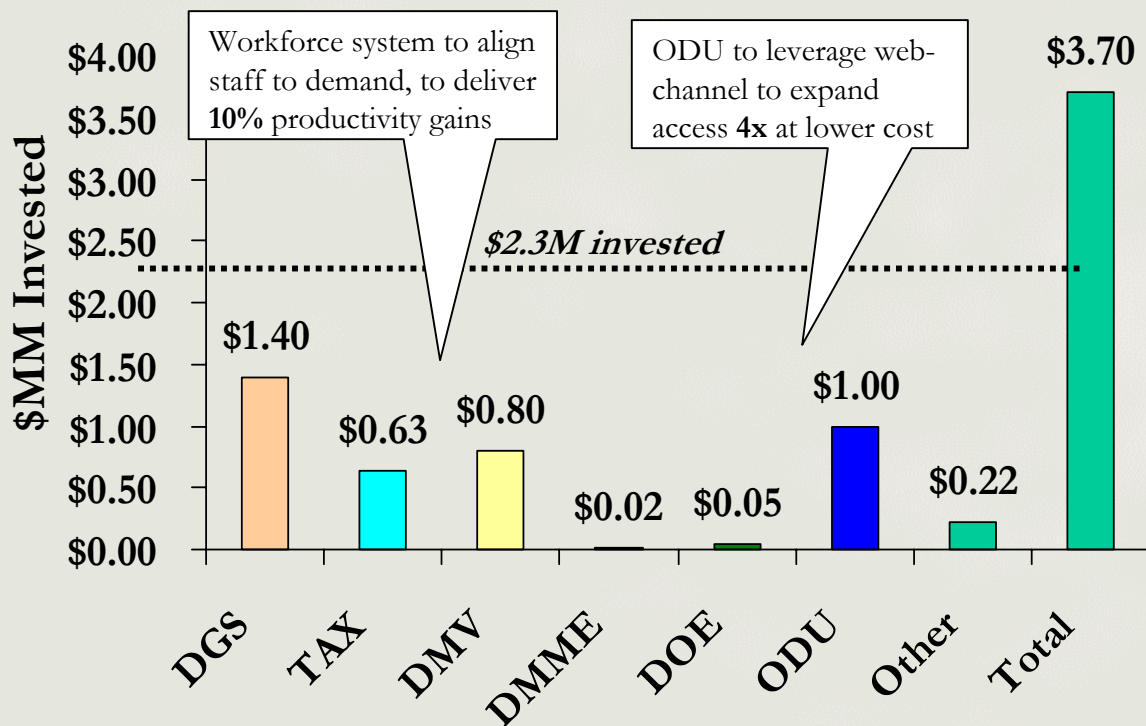 Workforce system to align
staff to demand, to deliver
10% productivity gains
ODU to leverage web-
channel to expand
access 4x at lower cost
$MM Invested
$4.00
$3.50
$3.00
$2.50
$2.00
$1.50
$1.00
$0.50
$0.00
$2.3M invested
$1.40
$0.63
$0.80
$0.02
$0.05
$1.00
$0.22
$3.70
DGS
TAX
DMV
DMME
DOE
ODU
Other
Total